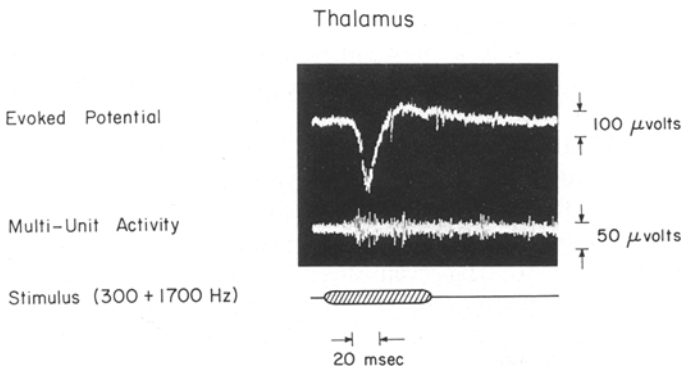 Thalamus
Evoked Potential
100 μvolts
Multi-Unit Activity
50 μvolts
Stimulus (300 + 1700 Hz)
20 msec